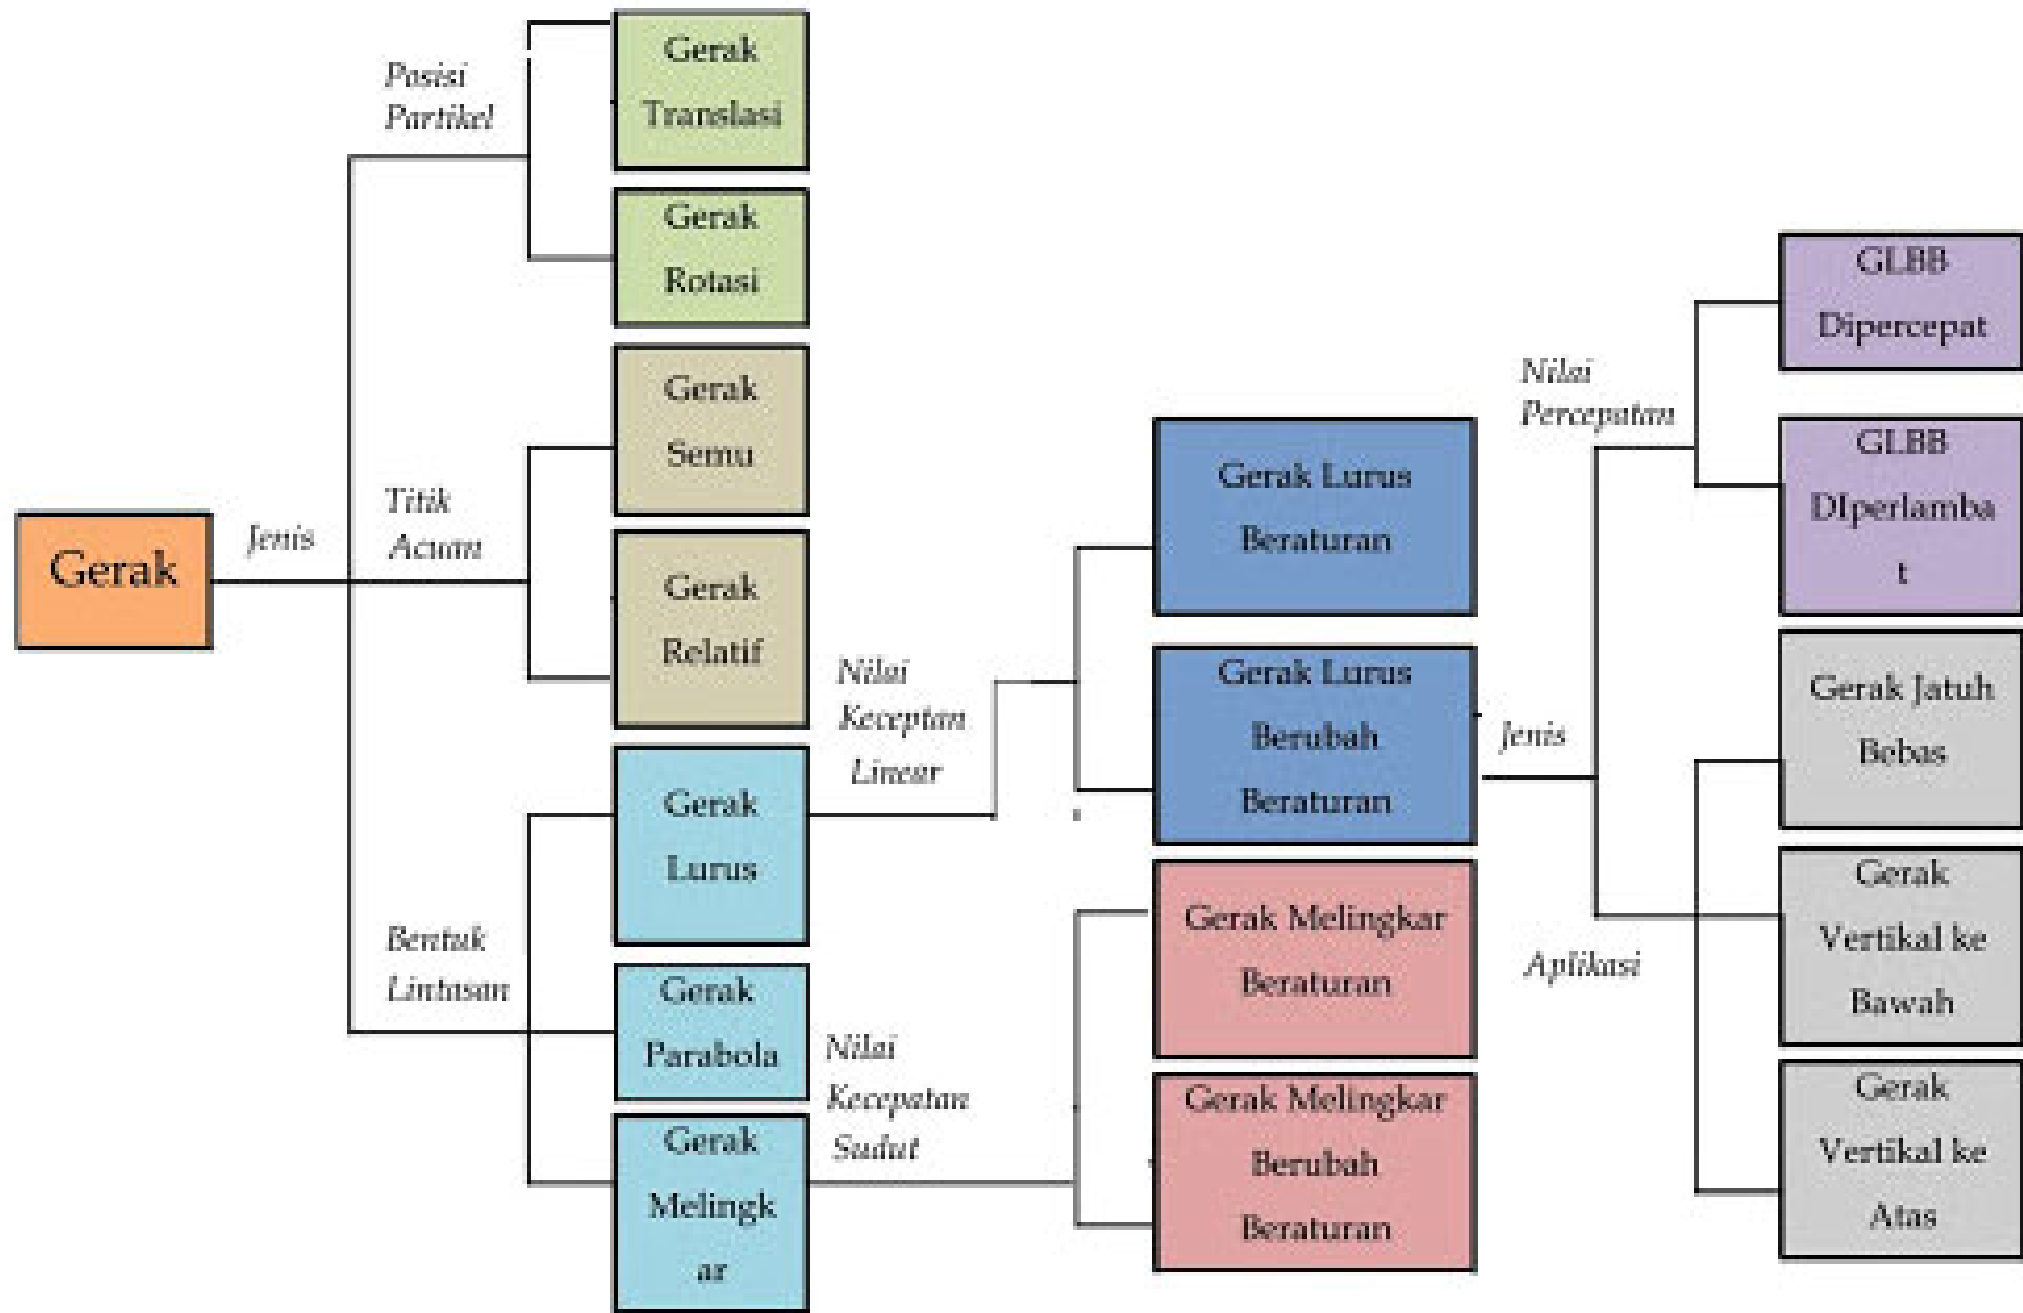 Gerak
Jenis
Posisi
Partikel
Gerak
Translasi
Gerak
Rotasi
Titik
Acuan
Gerak
Semu
Gerak
Relatif
Bentuk
Lintasan
Gerak
Lurus
Gerak
Parabola
Gerak
Melingk
ar
Nilai
Keceptan
Linear
Gerak Lurus
Beraturan
Gerak Lurus
Berubah
Beraturan
Nilai
Kecepatan
Sudut
Gerak Melingkar
Beraturan
Gerak Melingkar
Berubah
Beraturan
Jenis
Nilai
Percepatan
GLBB
Dipercepat
GLBB
DIperlamba
t
Aplikasi
Gerak Jatuh
Bebas
Gerak
Vertikal ke
Bawah
Gerak
Vertikal ke
Atas